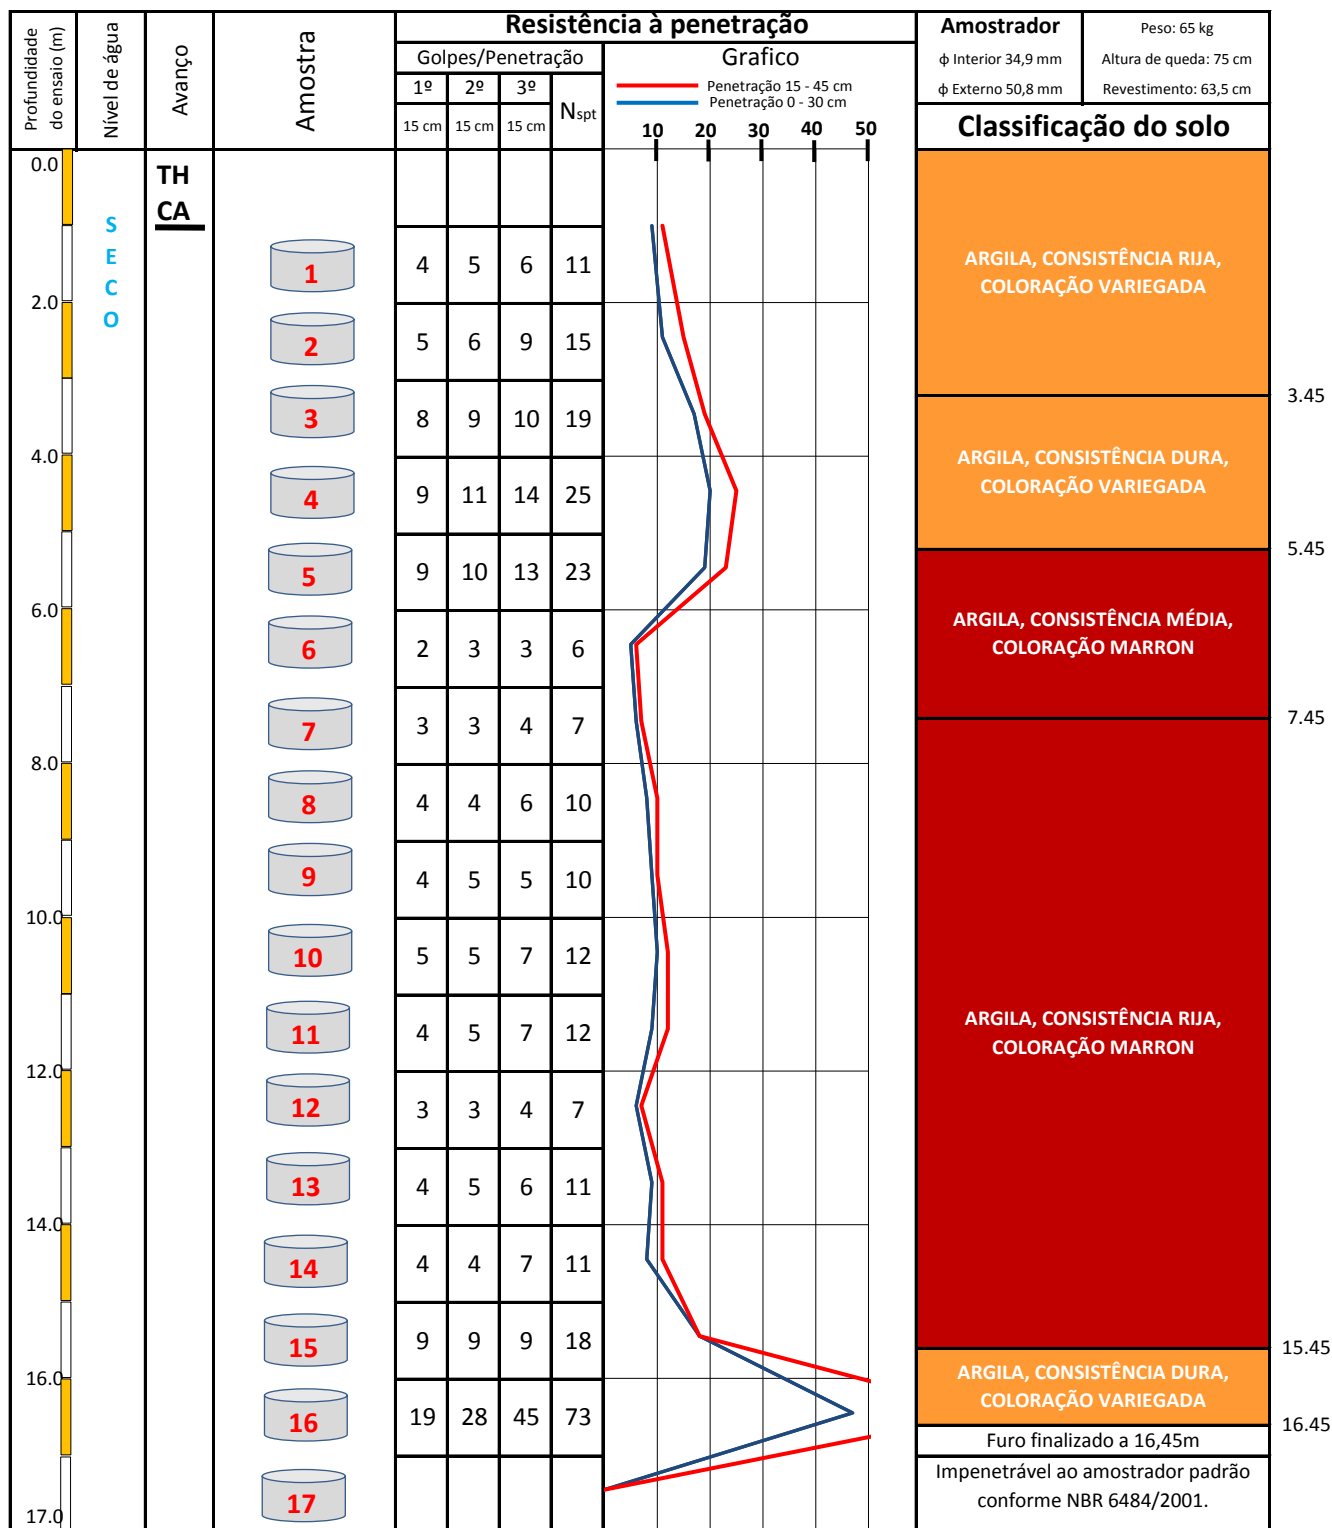 Profundidade
do ensaio (m)
Nível de água
Avanço
Amostra
Resistência à penetração
Golpes/Penetração
1º 2º 3º
15 cm 15 cm 15 cm
Nspt
Grafico
Penetração 15 - 45 cm
Penetração 0 - 30 cm
10 20 30 40 50
Amostrador
ϕ Interior 34,9 mm
ϕ Externo 50,8 mm
Peso: 65 kg
Altura de queda: 75 cm
Revestimento: 63,5 cm
Classificação do solo
0.0
TH
CA
S
E
C
O
1 4 5 6 11
ARGILA, CONSISTÊNCIA RIJA,
COLORAÇÃO VARIEGADA
2.0
2 5 6 9 15
3 8 9 10 19
3.45
4.0
ARGILA, CONSISTÊNCIA DURA,
COLORAÇÃO VARIEGADA
4 9 11 14 25
5.45
5 9 10 13 23
6.0
ARGILA, CONSISTÊNCIA MÉDIA,
COLORAÇÃO MARRON
6 2 3 3 6
7.45
7 3 3 4 7
8.0
8 4 4 6 10
9 4 5 5 10
10.0
10 5 5 7 12
11 4 5 7 12
ARGILA, CONSISTÊNCIA RIJA,
COLORAÇÃO MARRON
12.0
12 3 3 4 7
13 4 5 6 11
14.0
14 4 4 7 11
15 9 9 9 18
15.45
16.0
ARGILA, CONSISTÊNCIA DURA,
COLORAÇÃO VARIEGADA
16 19 28 45 73
16.45
Furo finalizado a 16,45m
Impenetrável ao amostrador padrão
conforme NBR 6484/2001.
17
17.0